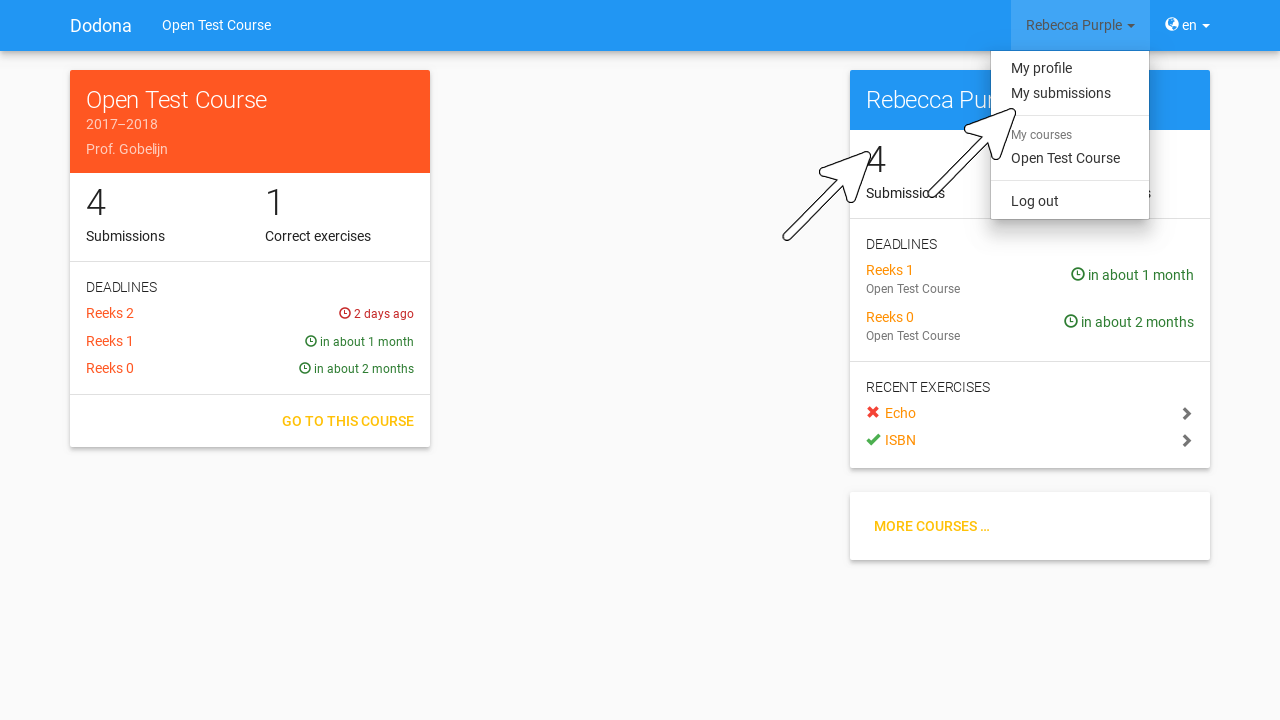 Dodona Open Test Course Rebecca Purple en
My profile
My submissions
My courses
Open Test Course
Log out
Open Test Course
2017–2018
Prof. Gobelijn
4 1
Submissions Correct exercises
DEADLINES
Reeks 2 2 days ago
Reeks 1 in about 1 month
Reeks 0 in about 2 months
GO TO THIS COURSE
Rebecca
4
Submissions
DEADLINES
Reeks 1 in about 1 month
Open Test Course
Reeks 0 in about 2 months
Open Test Course
RECENT EXERCISES
Echo
ISBN
MORE COURSES ...